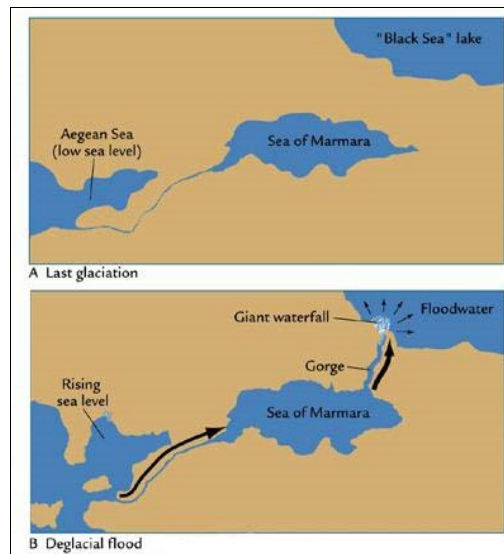 "Black Sea" lake
Aegean Sea
(low sea level)
Sea of Marmara
A Last glaciation
Giant waterfall
Floodwater
Gorge
Rising
sea level
Sea of Marmara
B Deglacial flood